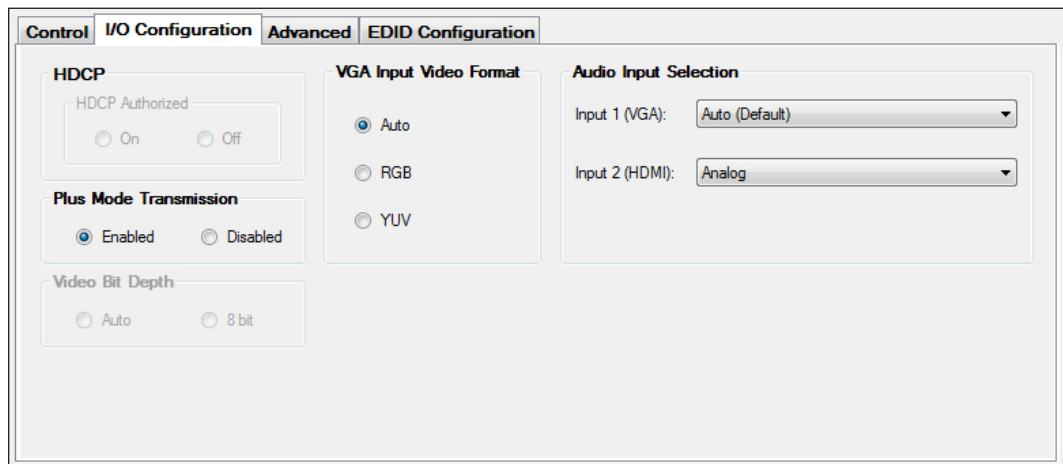 Control I/O Configuration Advanced EDID Configuration
HDCP
HDCP Authorized
On Off
Plus Mode Transmission
Enabled Disabled
Video Bit Depth
Auto 8 bit
VGA Input Video Format
Auto
RGB
YUV
Audio Input Selection
Input 1 (VGA): Auto (Default)
Input 2 (HDMI): Analog